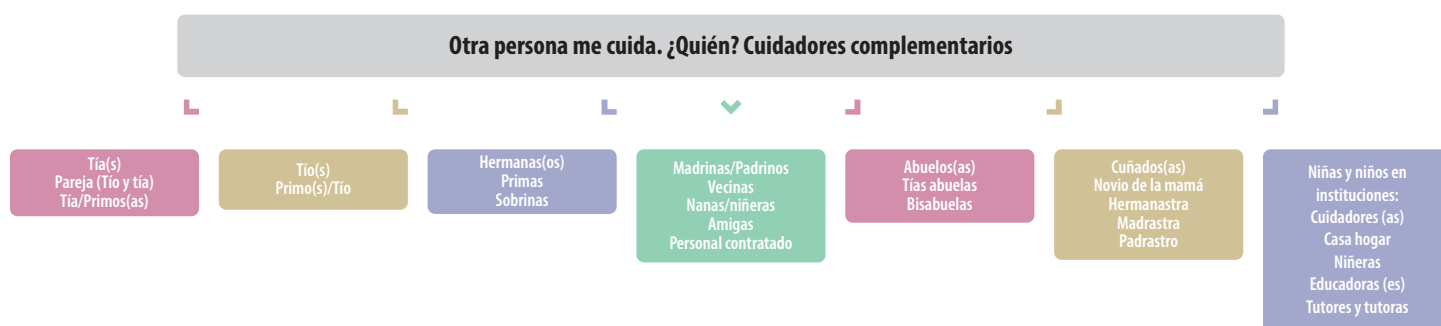 Otra persona me cuida. ¿Quién? Cuidadores complementarios
Tía(s)
Pareja (Tío y tía)
Tía/Primos(as)
Tío(s)
Primo(s)/Tío
Hermanas(os)
Primas
Sobrinas
Madrinas/Padrinos
Vecinas
Nanas/niñeras
Amigas
Personal contratado
Abuelos(as)
Tías abuelas
Bisabuelas
Cuñados(as)
Novio de la mamá
Hermanastra
Madrastra
Padrastro
Niñas y niños en
instituciones:
Cuidadores (as)
Casa hogar
Niñeras
Educadoras (es)
Tutores y tutoras